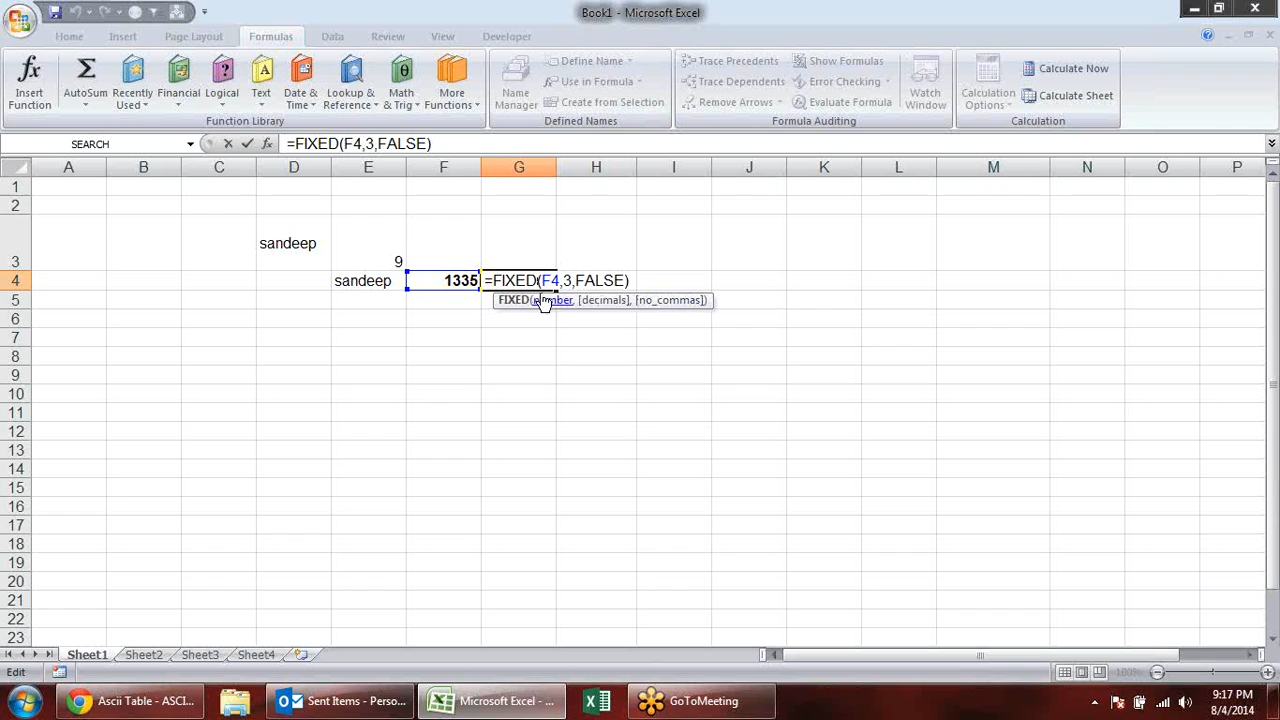 Book1 - Microsoft Excel
Home Insert Page Layout Formulas Data Review View Developer
fx Σ ? A θ
Insert Function
AutoSum
Recently Used
Financial
Logical
Text
Date & Time
Lookup & Reference
Math & Trig
More Functions
Function Library
Name Manager
Define Name
Use in Formula
Create from Selection
Defined Names
Trace Precedents
Trace Dependents
Remove Arrows
Show Formulas
Error Checking
Evaluate Formula
Formula Auditing
Watch Window
Calculation Options
Calculate Now
Calculate Sheet
Calculation
SEARCH fx =FIXED(F4,3,FALSE)
A B C D E F G H I J K L M N O P
1
2
sandeep
3 9
4 sandeep 1335 =FIXED(F4,3,FALSE)
5 FIXED(number, [decimals], [no_commas])
6
7
8
9
10
11
12
13
14
15
16
17
18
19
20
21
22
23
Sheet1 Sheet2 Sheet3 Sheet4
Edit 100%
Ascii Table - ASCI... Sent Items - Perso... Microsoft Excel - ... GoToMeeting
9:17 PM
8/4/2014